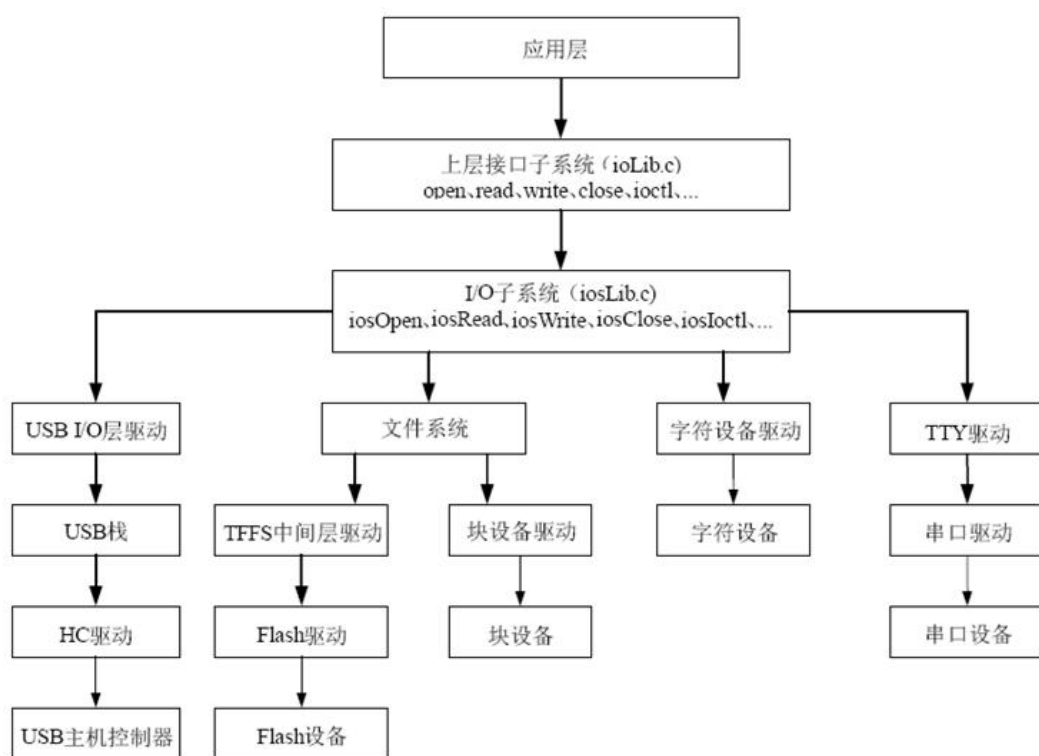 应用层
上层接口子系统（ioLib.c)
open、read、write、close、ioctl、...
I/O子系统（iosLib.c)
iosOpen、iosRead、iosWrite、iosClose、iosIoctl、...
USB I/O层驱动
文件系统
字符设备驱动
TTY驱动
USB栈
TFFS中间层驱动
块设备驱动
字符设备
串口驱动
HC驱动
Flash驱动
块设备
串口设备
USB主机控制器
Flash设备